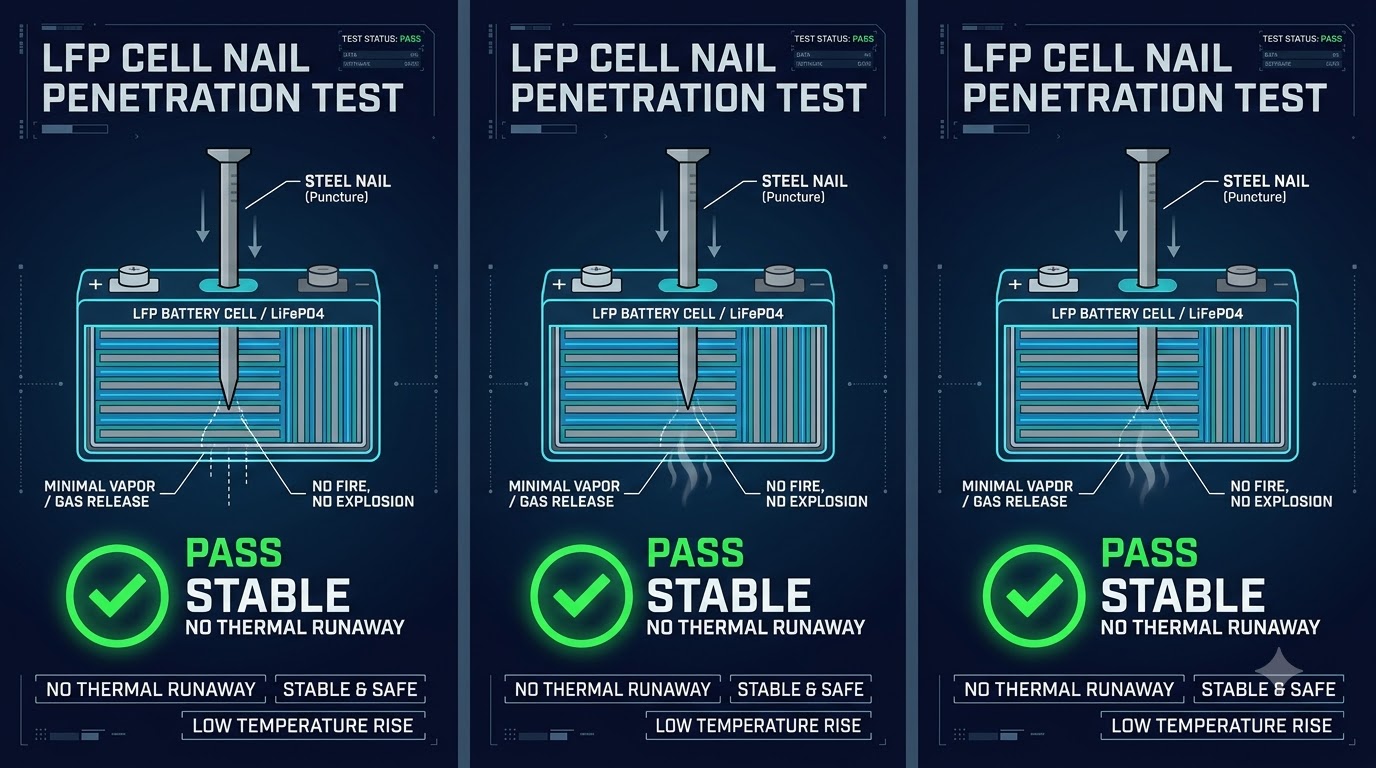 TEST STATUS: PASS
LFP CELL NAIL
PENETRATION TEST
STEEL NAIL
(Puncture)
+
−
LFP BATTERY CELL / LiFePO4
MINIMAL VAPOR
/ GAS RELEASE
NO FIRE,
NO EXPLOSION
PASS
STABLE
NO THERMAL RUNAWAY
NO THERMAL RUNAWAY
STABLE & SAFE
LOW TEMPERATURE RISE
TEST STATUS: PASS
LFP CELL NAIL
PENETRATION TEST
STEEL NAIL
(Puncture)
+
−
LFP BATTERY CELL / LiFePO4
MINIMAL VAPOR
/ GAS RELEASE
NO FIRE,
NO EXPLOSION
PASS
STABLE
NO THERMAL RUNAWAY
NO THERMAL RUNAWAY
STABLE & SAFE
LOW TEMPERATURE RISE
TEST STATUS: PASS
LFP CELL NAIL
PENETRATION TEST
STEEL NAIL
(Puncture)
+
−
LFP BATTERY CELL / LiFePO4
MINIMAL VAPOR
/ GAS RELEASE
NO FIRE,
NO EXPLOSION
PASS
STABLE
NO THERMAL RUNAWAY
NO THERMAL RUNAWAY
STABLE & SAFE
LOW TEMPERATURE RISE